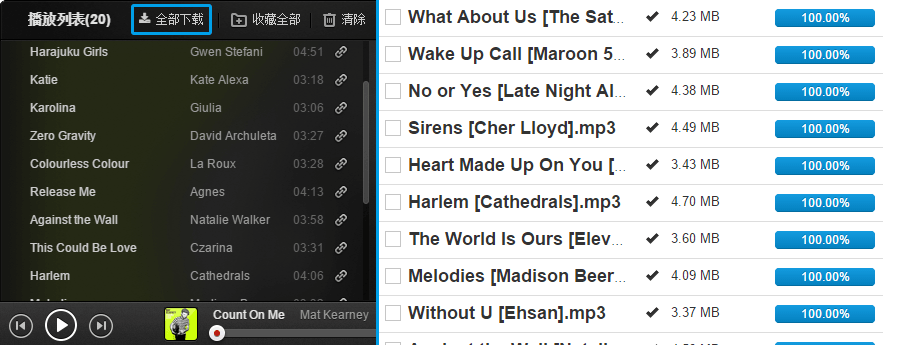 播放列表(20) 全部下载 收藏全部 清除
Harajuku Girls Gwen Stefani 04:51
Katie Kate Alexa 03:18
Karolina Giulia 03:06
Zero Gravity David Archuleta 03:27
Colourless Colour La Roux 03:28
Release Me Agnes 04:13
Against the Wall Natalie Walker 03:58
This Could Be Love Czarina 03:31
Harlem Cathedrals 04:06
Count On Me Mat Kearney
What About Us [The Sat... 4.23 MB 100.00%
Wake Up Call [Maroon 5... 3.89 MB 100.00%
No or Yes [Late Night Al... 4.38 MB 100.00%
Sirens [Cher Lloyd].mp3 4.49 MB 100.00%
Heart Made Up On You [... 3.43 MB 100.00%
Harlem [Cathedrals].mp3 4.70 MB 100.00%
The World Is Ours [Elev... 3.60 MB 100.00%
Melodies [Madison Beer... 4.09 MB 100.00%
Without U [Ehsan].mp3 3.37 MB 100.00%